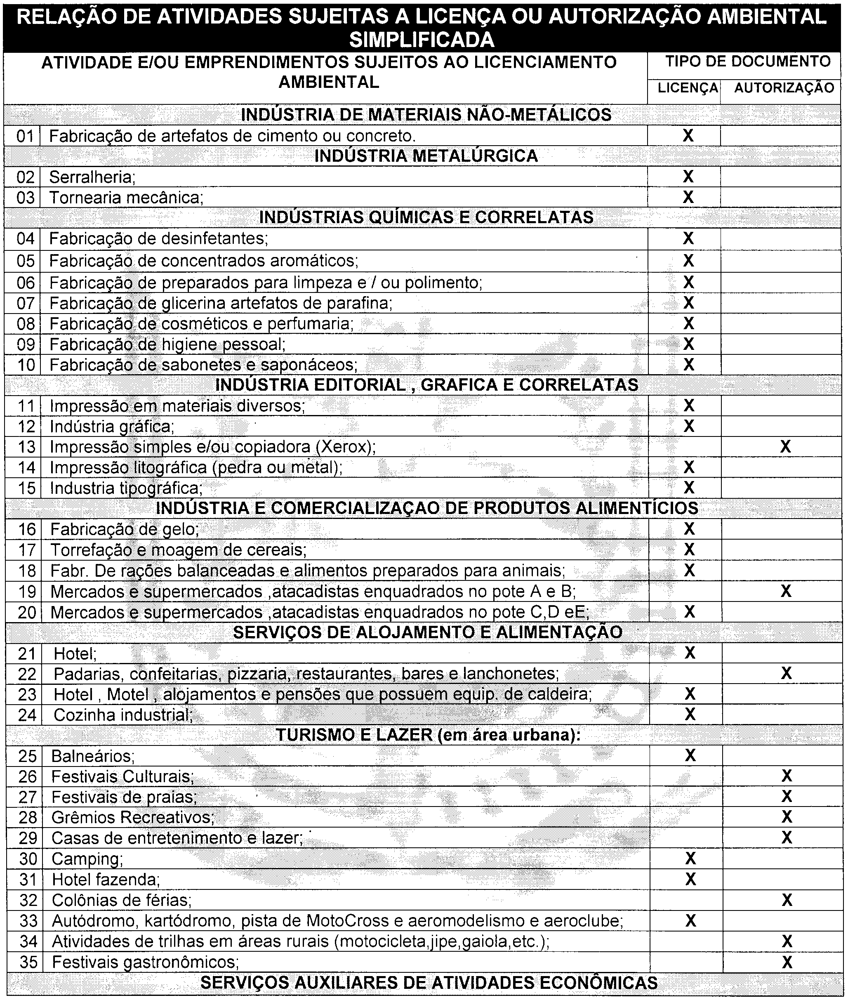 RELAÇÃO DE ATIVIDADES SUJEITAS A LICENÇA OU AUTORIZAÇÃO AMBIENTAL
SIMPLIFICADA
ATIVIDADE E/OU EMPRENDIMENTOS SUJEITOS AO LICENCIAMENTO
AMBIENTAL
TIPO DE DOCUMENTO
LICENÇA AUTORIZAÇÃO
INDÚSTRIA DE MATERIAIS NÃO-METÁLICOS
01 Fabricação de artefatos de cimento ou concreto. X
INDÚSTRIA METALÚRGICA
02 Serralheria; X
03 Tornearia mecânica; X
INDÚSTRIAS QUÍMICAS E CORRELATAS
04 Fabricação de desinfetantes; X
05 Fabricação de concentrados aromáticos; X
06 Fabricação de preparados para limpeza e / ou polimento; X
07 Fabricação de glicerina artefatos de parafina; X
08 Fabricação de cosméticos e perfumaria; X
09 Fabricação de higiene pessoal; X
10 Fabricação de sabonetes e saponáceos; X
INDÚSTRIA EDITORIAL , GRAFICA E CORRELATAS
11 Impressão em materiais diversos; X
12 Indústria gráfica; X
13 Impressão simples e/ou copiadora (Xerox); X
14 Impressão litográfica (pedra ou metal); X
15 Industria tipográfica; X
INDÚSTRIA E COMERCIALIZAÇAO DE PRODUTOS ALIMENTÍCIOS
16 Fabricação de gelo; X
17 Torrefação e moagem de cereais; X
18 Fabr. De rações balanceadas e alimentos preparados para animais; X
19 Mercados e supermercados ,atacadistas enquadrados no pote A e B; X
20 Mercados e supermercados ,atacadistas enquadrados no pote C,D eE; X
SERVIÇOS DE ALOJAMENTO E ALIMENTAÇÃO
21 Hotel; X
22 Padarias, confeitarias, pizzaria, restaurantes, bares e lanchonetes; X
23 Hotel , Motel , alojamentos e pensões que possuem equip. de caldeira; X
24 Cozinha industrial; X
TURISMO E LAZER (em área urbana):
25 Balneários; X
26 Festivais Culturais; X
27 Festivais de praias; X
28 Grêmios Recreativos; X
29 Casas de entretenimento e lazer; X
30 Camping; X
31 Hotel fazenda; X
32 Colônias de férias; X
33 Autódromo, kartódromo, pista de MotoCross e aeromodelismo e aeroclube; X
34 Atividades de trilhas em áreas rurais (motocicleta,jipe,gaiola,etc.); X
35 Festivais gastronômicos; X
SERVIÇOS AUXILIARES DE ATIVIDADES ECONÔMICAS